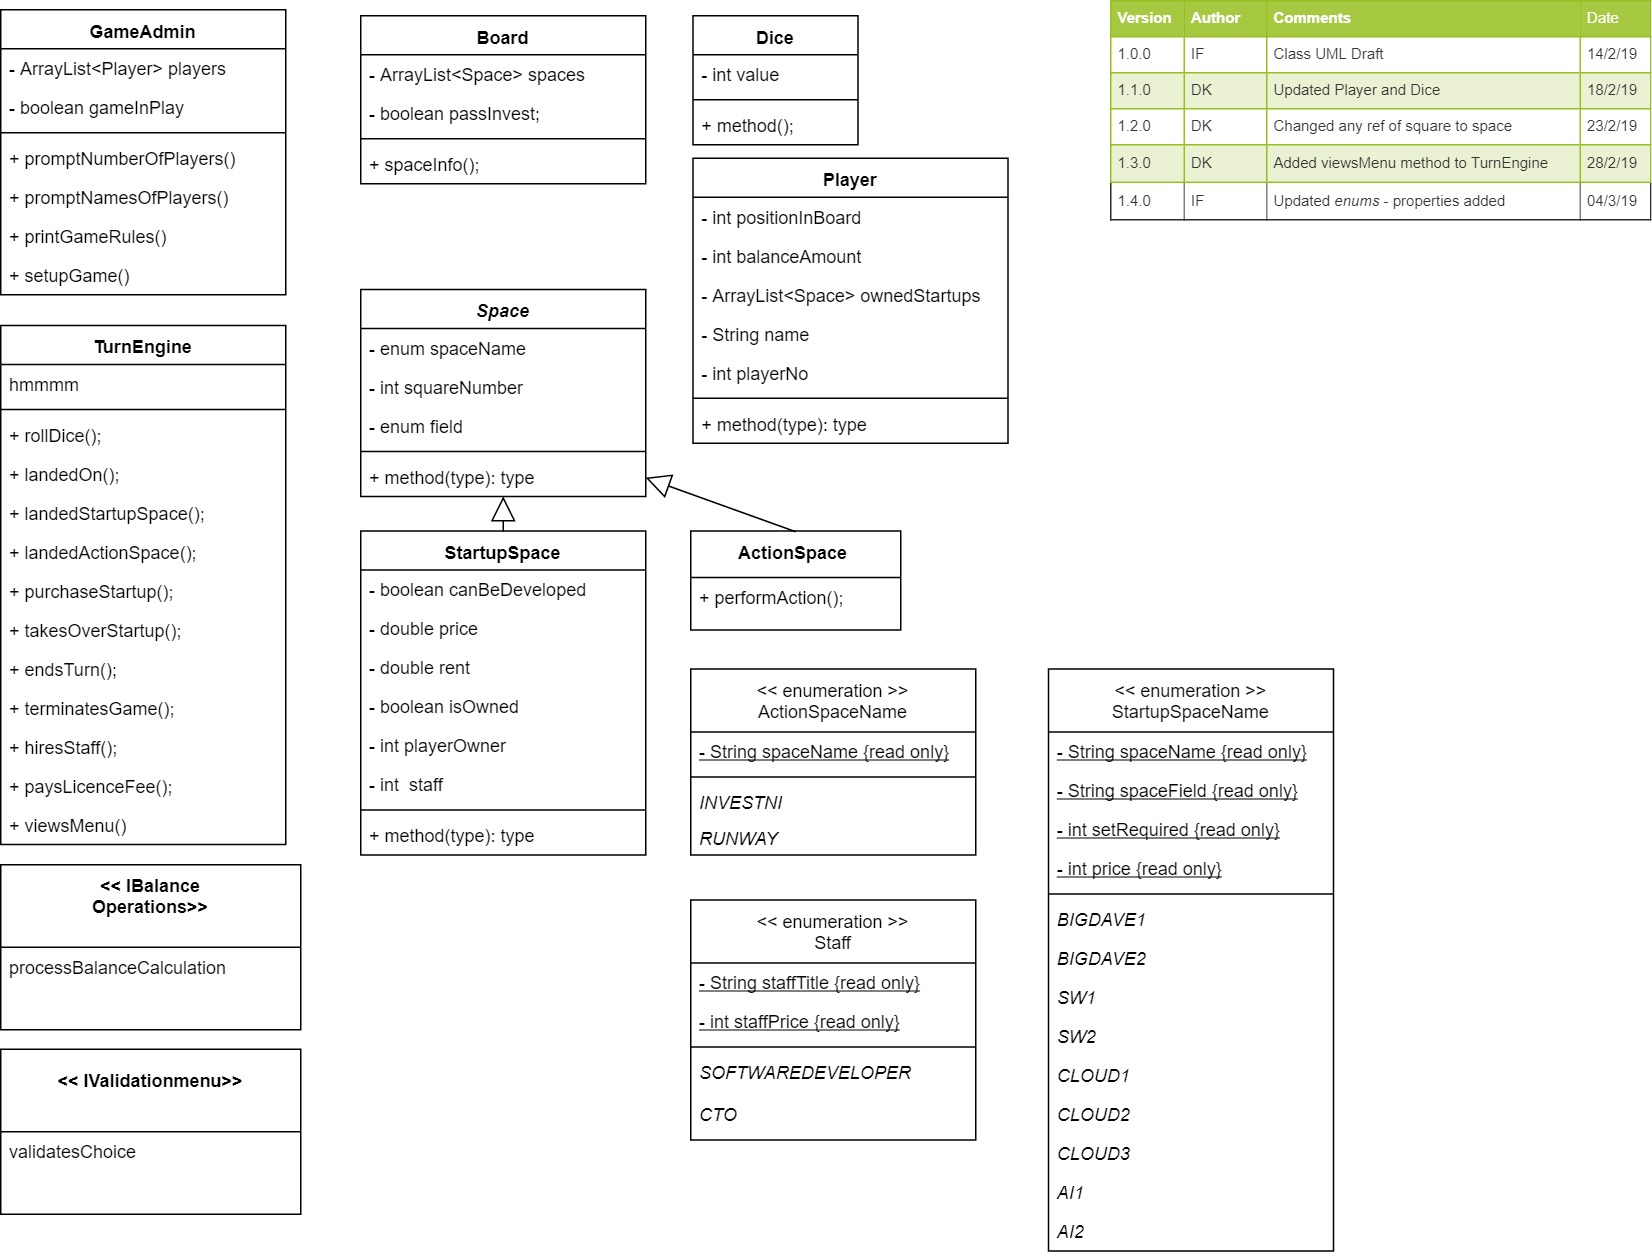 GameAdmin
- ArrayList<Player> players
- boolean gameInPlay
+ promptNumberOfPlayers()
+ promptNamesOfPlayers()
+ printGameRules()
+ setupGame()
TurnEngine
hmmmm
+ rollDice();
+ landedOn();
+ landedStartupSpace();
+ landedActionSpace();
+ purchaseStartup();
+ takesOverStartup();
+ endsTurn();
+ terminatesGame();
+ hiresStaff();
+ paysLicenceFee();
+ viewsMenu()
<< IBalance
Operations>>
processBalanceCalculation
<< IValidationmenu>>
validatesChoice
Board
- ArrayList<Space> spaces
- boolean passInvest;
+ spaceInfo();
Space
- enum spaceName
- int squareNumber
- enum field
+ method(type): type
StartupSpace
- boolean canBeDeveloped
- double price
- double rent
- boolean isOwned
- int playerOwner
- int  staff
+ method(type): type
Dice
- int value
+ method();
Player
- int positionInBoard
- int balanceAmount
- ArrayList<Space> ownedStartups
- String name
- int playerNo
+ method(type): type
ActionSpace
+ performAction();
<< enumeration >>
ActionSpaceName
- String spaceName {read only}
INVESTNI
RUNWAY
<< enumeration >>
Staff
- String staffTitle {read only}
- int staffPrice {read only}
SOFTWAREDEVELOPER
CTO
<< enumeration >>
StartupSpaceName
- String spaceName {read only}
- String spaceField {read only}
- int setRequired {read only}
- int price {read only}
BIGDAVE1
BIGDAVE2
SW1
SW2
CLOUD1
CLOUD2
CLOUD3
AI1
AI2
Version Author Comments Date
1.0.0 IF Class UML Draft 14/2/19
1.1.0 DK Updated Player and Dice 18/2/19
1.2.0 DK Changed any ref of square to space 23/2/19
1.3.0 DK Added viewsMenu method to TurnEngine 28/2/19
1.4.0 IF Updated enums - properties added 04/3/19